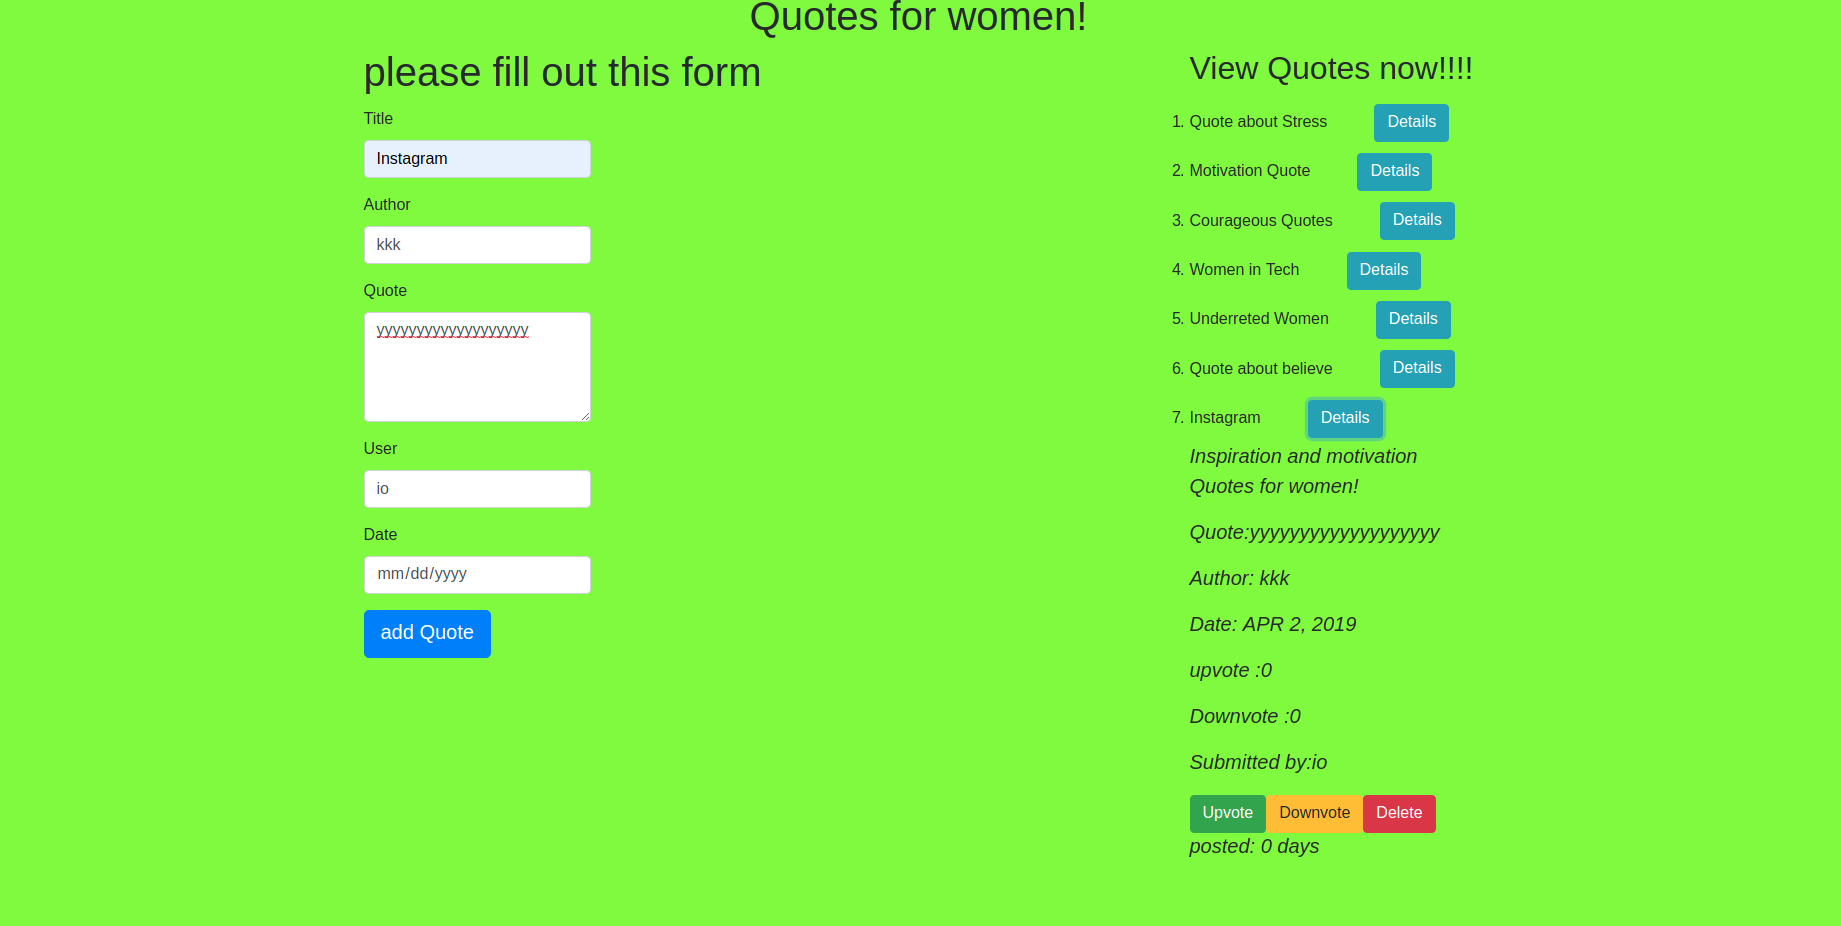 Quotes for women!
please fill out this form
Title
Instagram
Author
kkk
Quote
yyyyyyyyyyyyyyyyyyy
User
io
Date
mm/dd/yyyy
add Quote
View Quotes now!!!!
1. Quote about Stress Details
2. Motivation Quote Details
3. Courageous Quotes Details
4. Women in Tech Details
5. Underreted Women Details
6. Quote about believe Details
7. Instagram Details
Inspiration and motivation
Quotes for women!
Quote:yyyyyyyyyyyyyyyyyyy
Author: kkk
Date: APR 2, 2019
upvote :0
Downvote :0
Submitted by:io
Upvote Downvote Delete
posted: 0 days